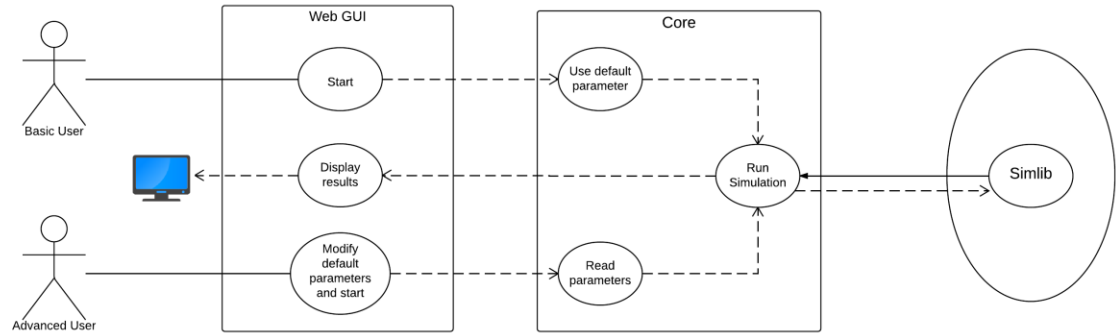 Web GUI
Core
Start
Use default
parameter
Basic User
Display
results
Run
Simulation
Simlib
Modify
default
parameters
and start
Read
parameters
Advanced User